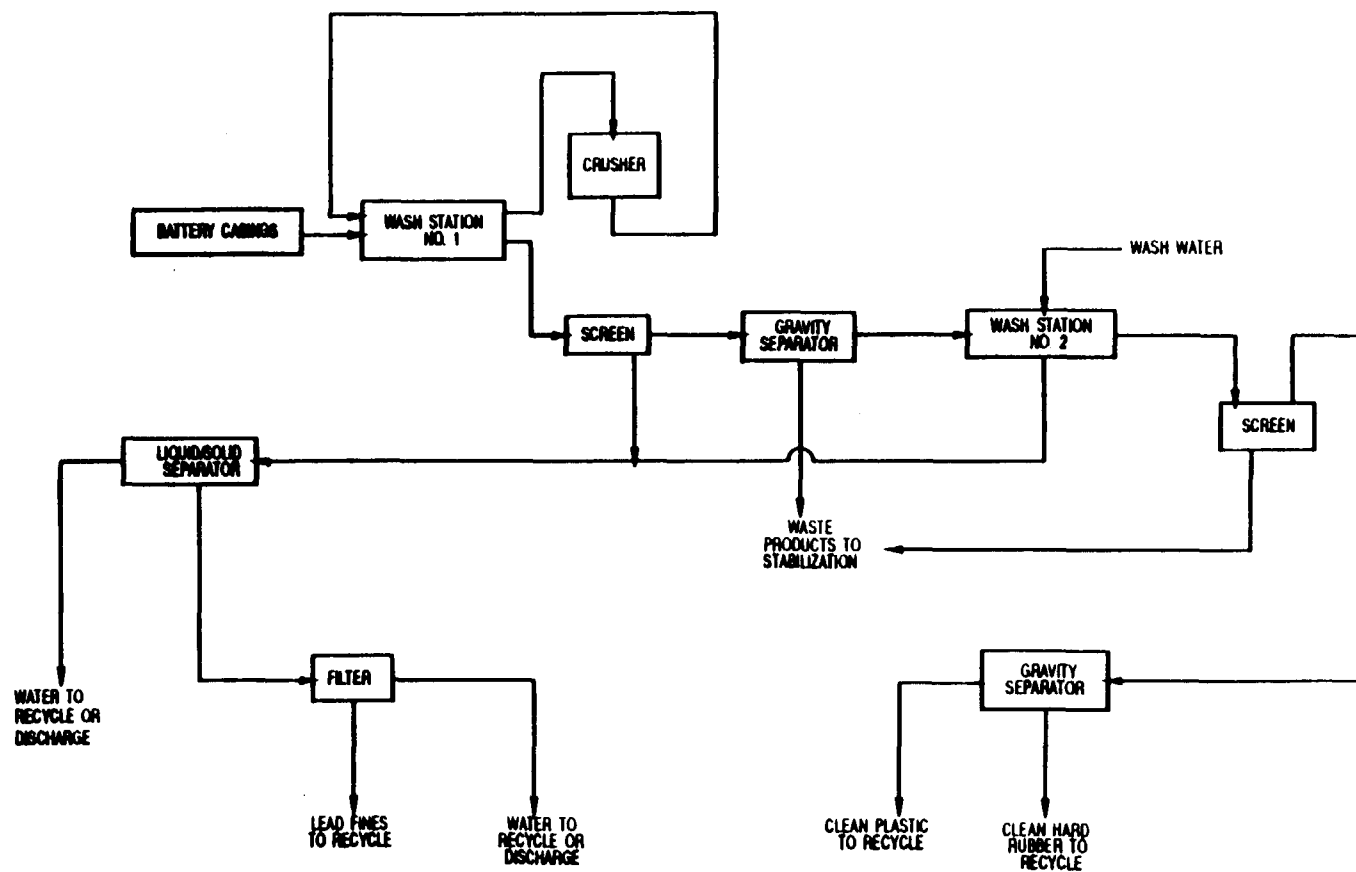 CRUSHER
BATTERY CASINGS
WASH STATION
NO. 1
WASH WATER
SCREEN
GRAVITY
SEPARATOR
WASH STATION
NO. 2
SCREEN
LIQUID/SOLID
SEPARATOR
WASTE
PRODUCTS TO
STABILIZATION
FILTER
GRAVITY
SEPARATOR
WATER TO
RECYCLE OR
DISCHARGE
LEAD FINES
TO RECYCLE
WATER TO
RECYCLE OR
DISCHARGE
CLEAN PLASTIC
TO RECYCLE
CLEAN HARD
RUBBER TO
RECYCLE